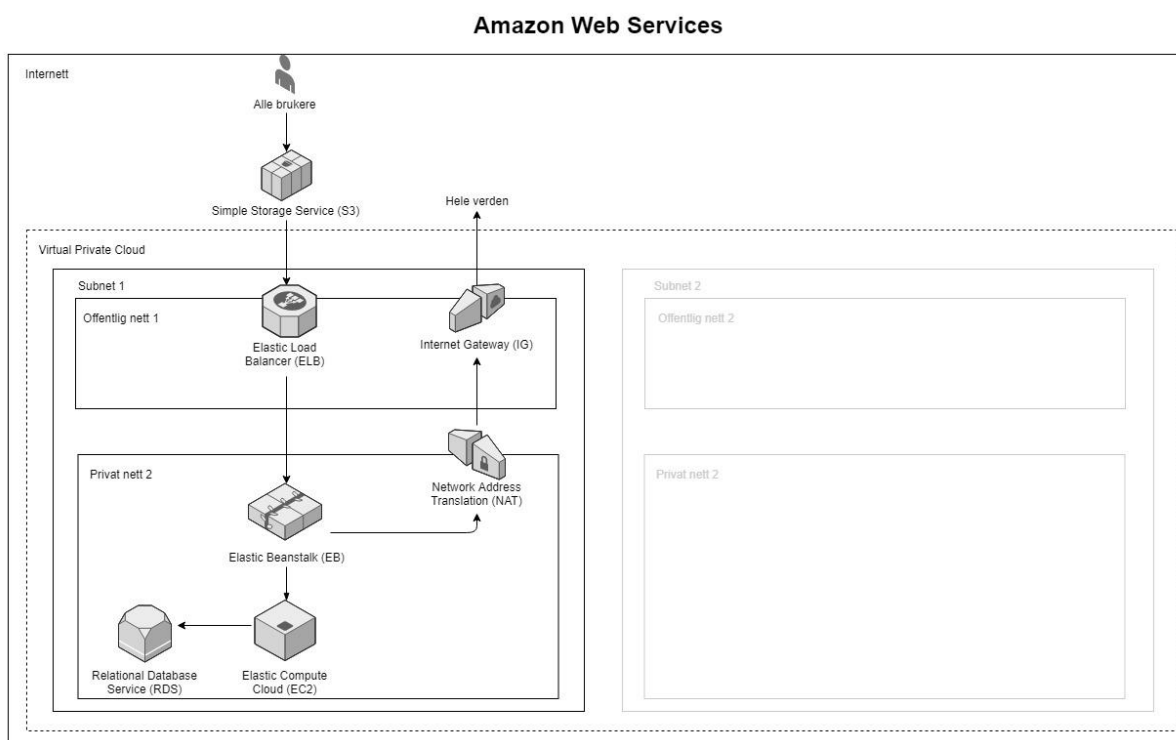 Amazon Web Services
Internett
Alle brukere
Simple Storage Service (S3)
Hele verden
Virtual Private Cloud
Subnet 1
Offentlig nett 1
Elastic Load
Balancer (ELB)
Internet Gateway (IG)
Privat nett 2
Network Address
Translation (NAT)
Elastic Beanstalk (EB)
Relational Database
Service (RDS)
Elastic Compute
Cloud (EC2)
Subnet 2
Offentlig nett 2
Privat nett 2